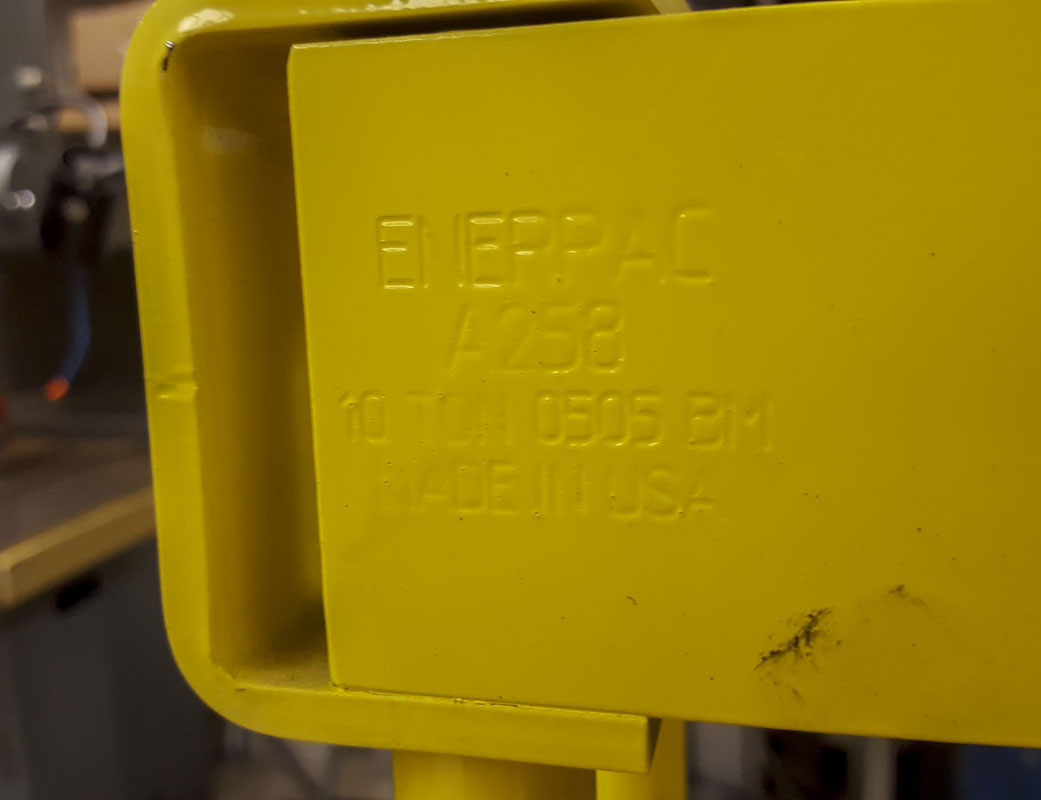 ENERPAC
A258
10 TON 0505 BM
MADE IN USA